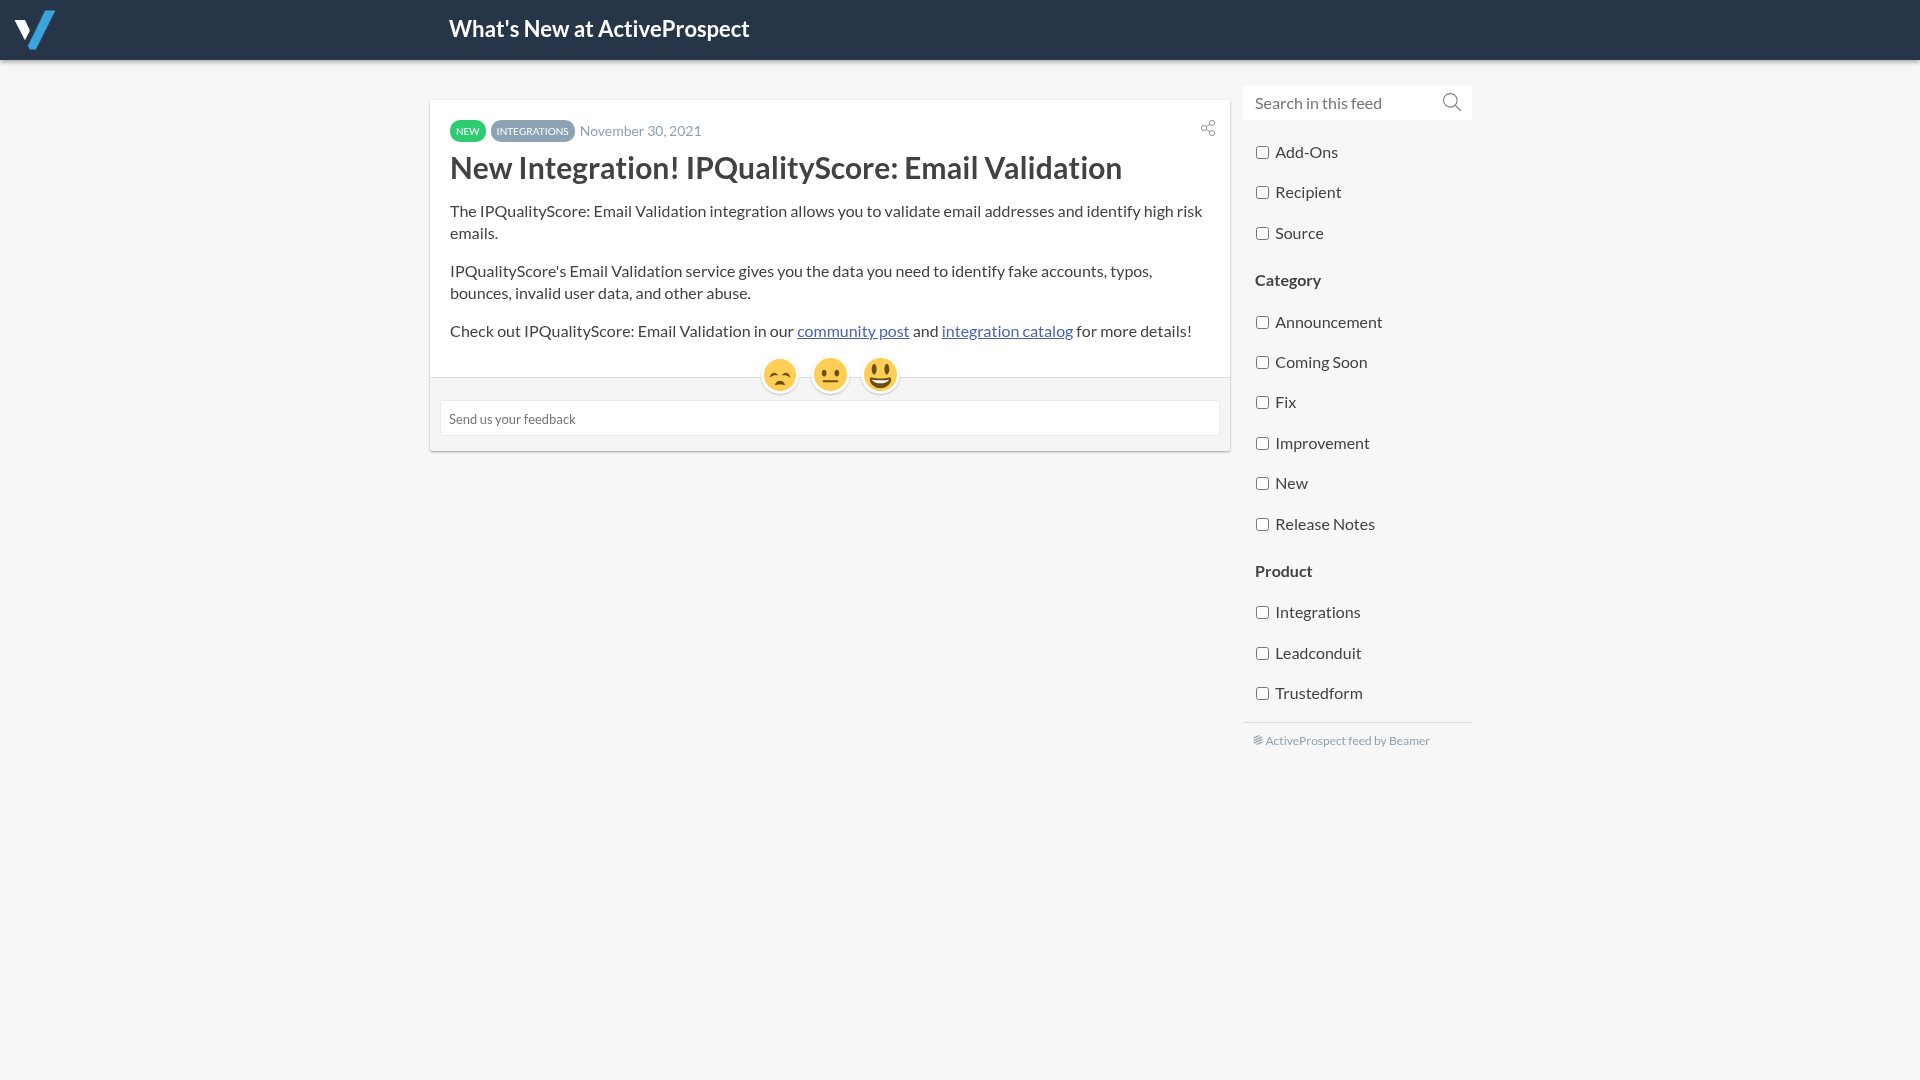 What's New at ActiveProspect
NEW INTEGRATIONS November 30, 2021
New Integration! IPQualityScore: Email Validation
The IPQualityScore: Email Validation integration allows you to validate email addresses and identify high risk
emails.
IPQualityScore's Email Validation service gives you the data you need to identify fake accounts, typos,
bounces, invalid user data, and other abuse.
Check out IPQualityScore: Email Validation in our community post and integration catalog for more details!
Send us your feedback
Search in this feed
Add-Ons
Recipient
Source
Category
Announcement
Coming Soon
Fix
Improvement
New
Release Notes
Product
Integrations
Leadconduit
Trustedform
ActiveProspect feed by Beamer